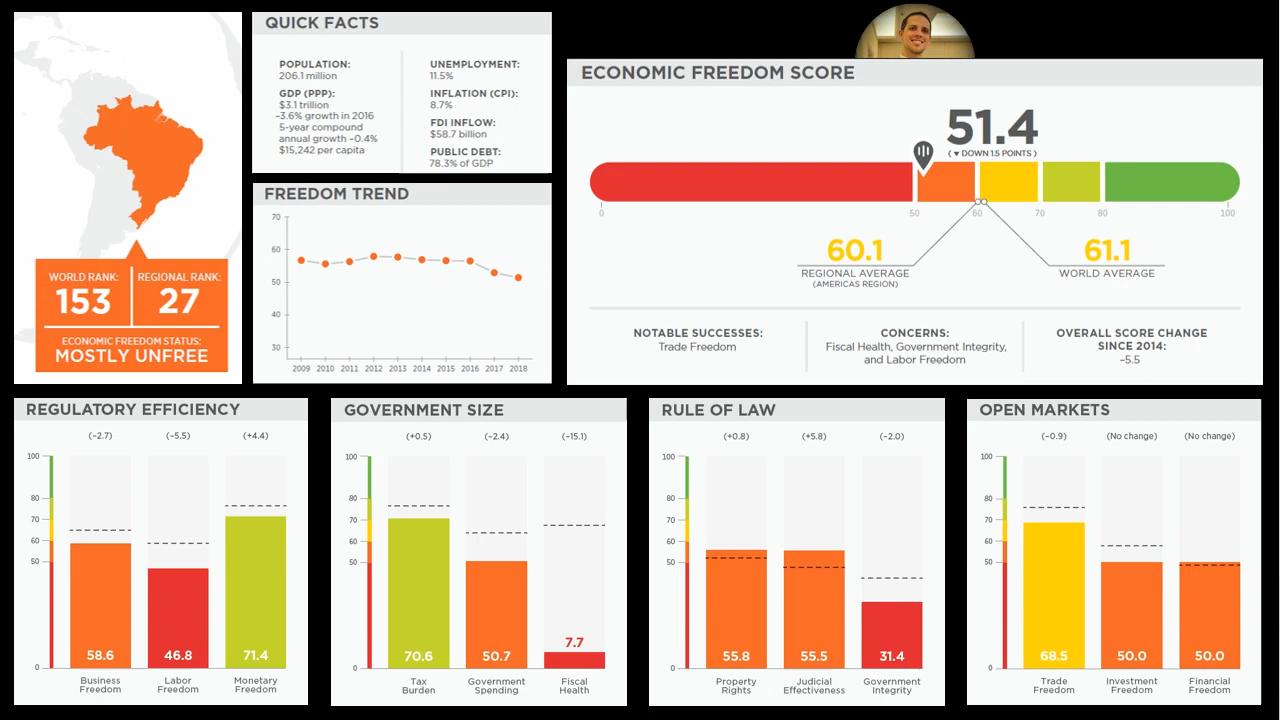 QUICK FACTS
POPULATION:
206.1 million
GDP (PPP):
$3.1 trillion
–3.6% growth in 2016
5-year compound
annual growth –0.4%
$15,242 per capita
UNEMPLOYMENT:
11.5%
INFLATION (CPI):
8.7%
FDI INFLOW:
$58.7 billion
PUBLIC DEBT:
78.3% of GDP
WORLD RANK:
153
REGIONAL RANK:
27
ECONOMIC FREEDOM STATUS:
MOSTLY UNFREE
FREEDOM TREND
70
60
50
40
30
2009 2010 2011 2012 2013 2014 2015 2016 2017 2018
ECONOMIC FREEDOM SCORE
51.4
(▼ DOWN 1.5 POINTS )
0 50 60 70 80 100
60.1
REGIONAL AVERAGE
(AMERICAS REGION)
61.1
WORLD AVERAGE
NOTABLE SUCCESSES:
Trade Freedom
CONCERNS:
Fiscal Health, Government Integrity,
and Labor Freedom
OVERALL SCORE CHANGE
SINCE 2014:
–5.5
REGULATORY EFFICIENCY
(–2.7) (–5.5) (+4.4)
100
80
70
60
50
0
58.6 46.8 71.4
Business Freedom
Labor Freedom
Monetary Freedom
GOVERNMENT SIZE
(+0.5) (–2.4) (–15.1)
100
80
70
60
50
0
70.6 50.7 7.7
Tax Burden
Government Spending
Fiscal Health
RULE OF LAW
(+0.8) (+5.8) (–2.0)
100
80
70
60
50
0
55.8 55.5 31.4
Property Rights
Judicial Effectiveness
Government Integrity
OPEN MARKETS
(–0.9) (No change) (No change)
100
80
70
60
50
0
68.5 50.0 50.0
Trade Freedom
Investment Freedom
Financial Freedom